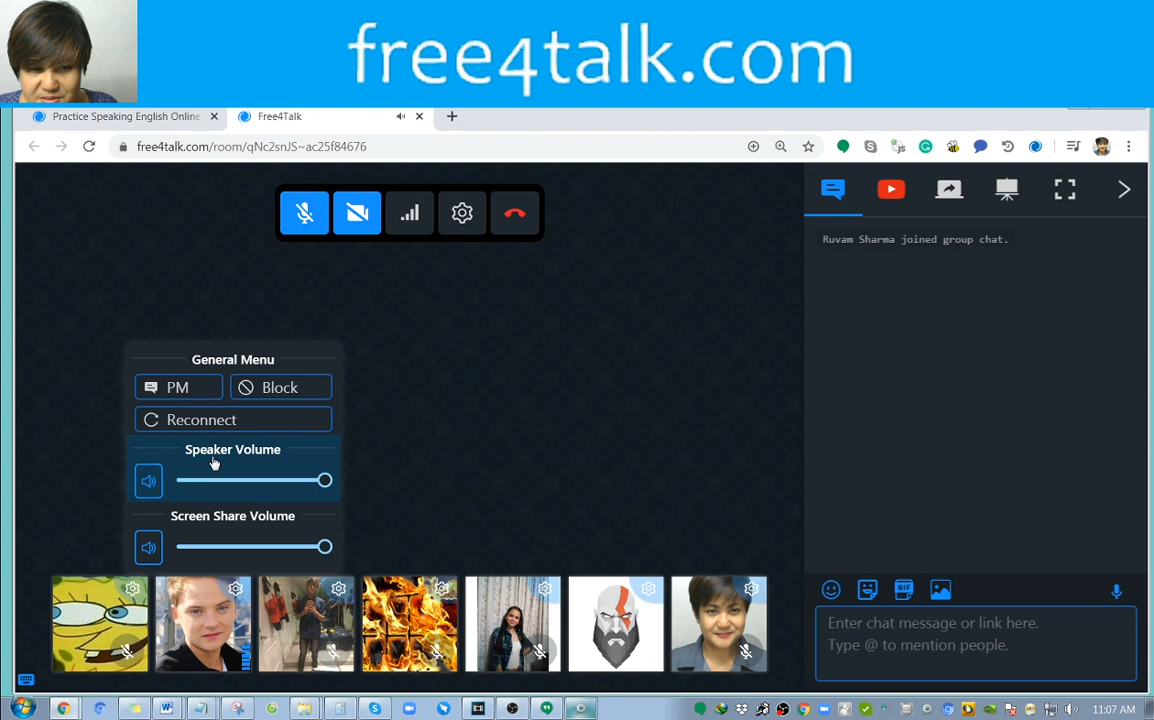 free4talk.com
Practice Speaking English Online
Free4Talk
free4talk.com/room/qNc2snJS~ac25f84676
Ruvam Sharma joined group chat.
General Menu
PM
Block
Reconnect
Speaker Volume
Screen Share Volume
GIF
Enter chat message or link here.
Type @ to mention people.
11:07 AM